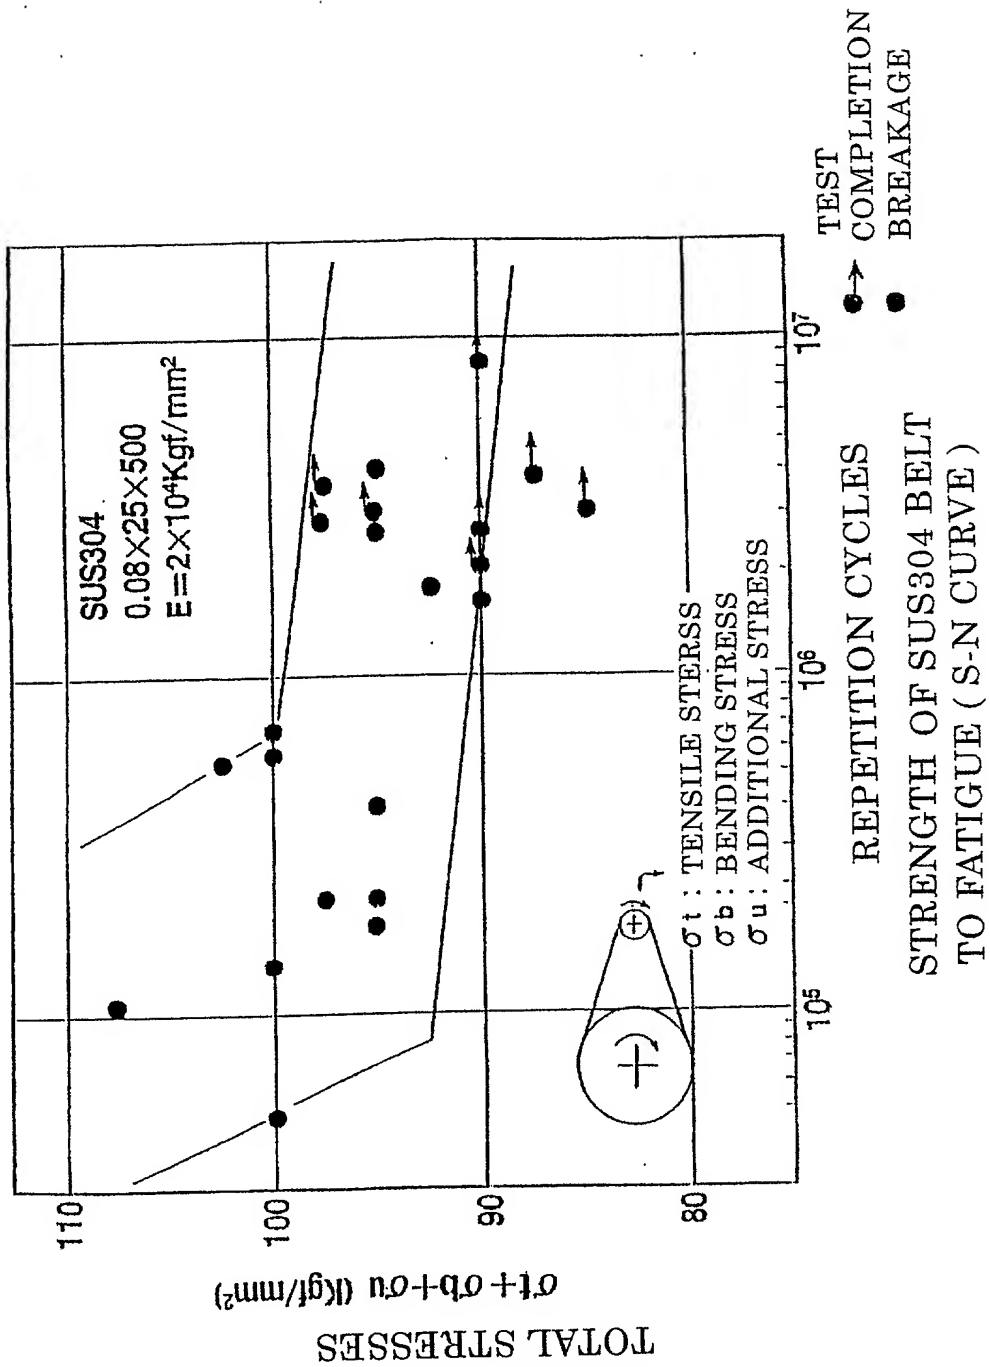 TOTAL STRESSES
σt+σb+σu (Kgf/mm²)
110
100
90
80
SUS304
0.08×25×500
E=2×10⁴Kgf/mm²
σt : TENSILE STERSS
σb : BENDING STRESS
σu : ADDITIONAL STRESS
10⁵
10⁶
10⁷
REPETITION CYCLES
TEST
COMPLETION
BREAKAGE
STRENGTH OF SUS304 BELT
TO FATIGUE ( S-N CURVE )